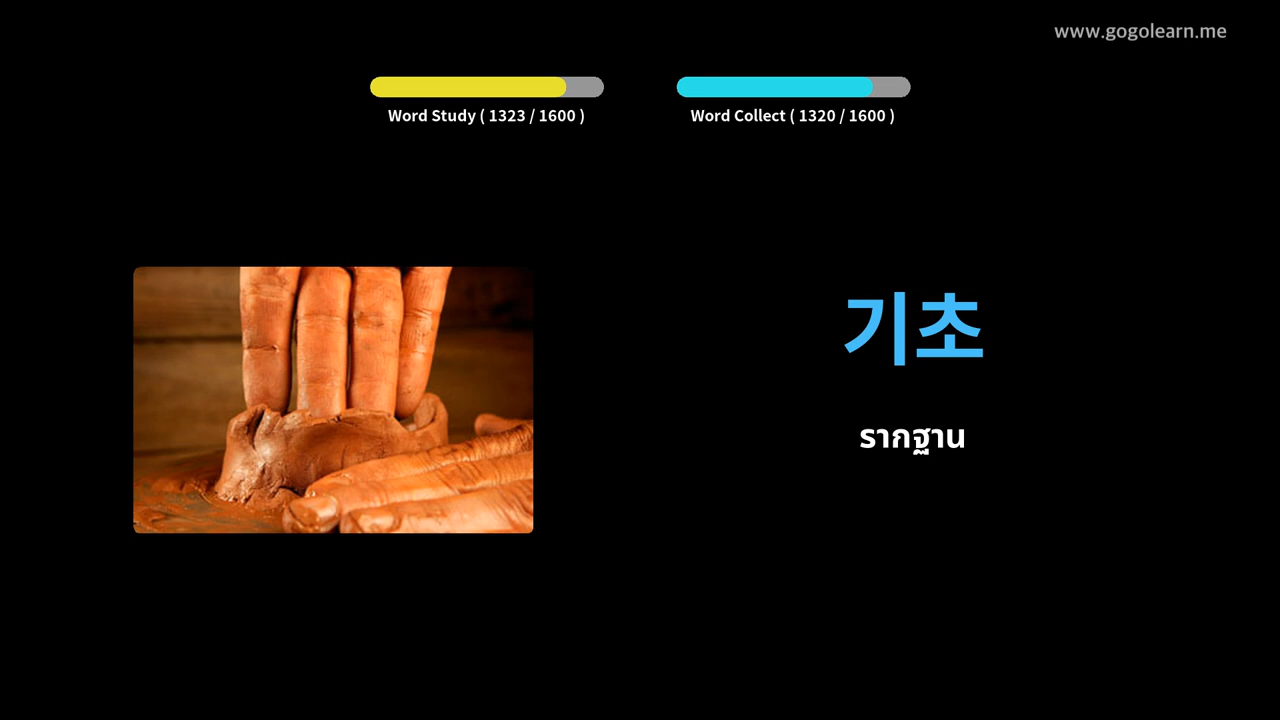 www.gogolearn.me
Word Study ( 1323 / 1600 )
Word Collect ( 1320 / 1600 )
기초
รากฐาน